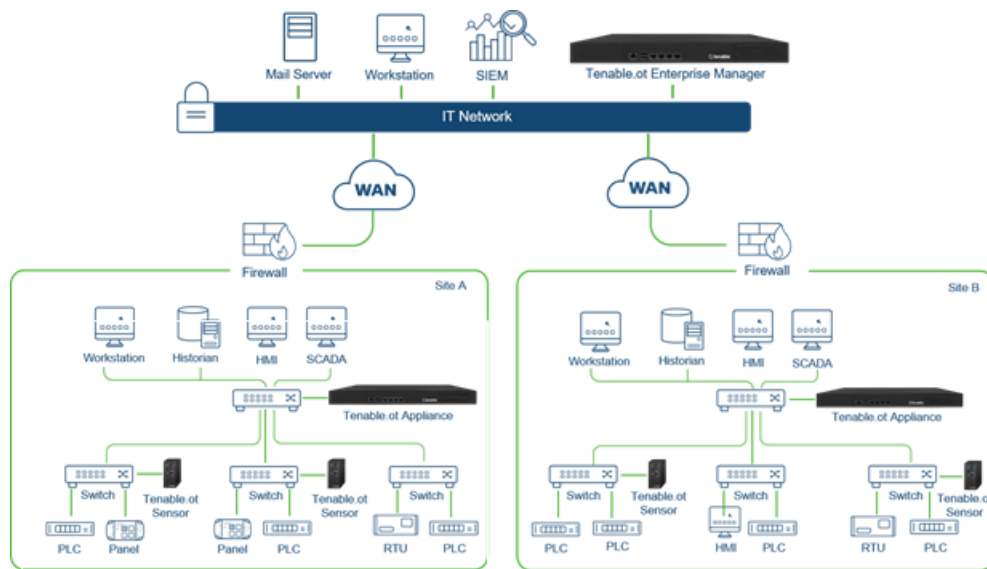 Mail Server
Workstation
SIEM
tenable
Tenable.ot Enterprise Manager
IT Network
WAN
WAN
Firewall
Firewall
Site A
Site B
Workstation
Historian
HMI
SCADA
Workstation
Historian
HMI
SCADA
Tenable.ot Appliance
Tenable.ot Appliance
Switch
Tenable.ot
Sensor
Switch
Tenable.ot
Sensor
Switch
Switch
Tenable.ot
Sensor
Switch
Switch
Tenable.ot
Sensor
PLC
Panel
Panel
PLC
RTU
PLC
PLC
PLC
HMI
PLC
RTU
PLC